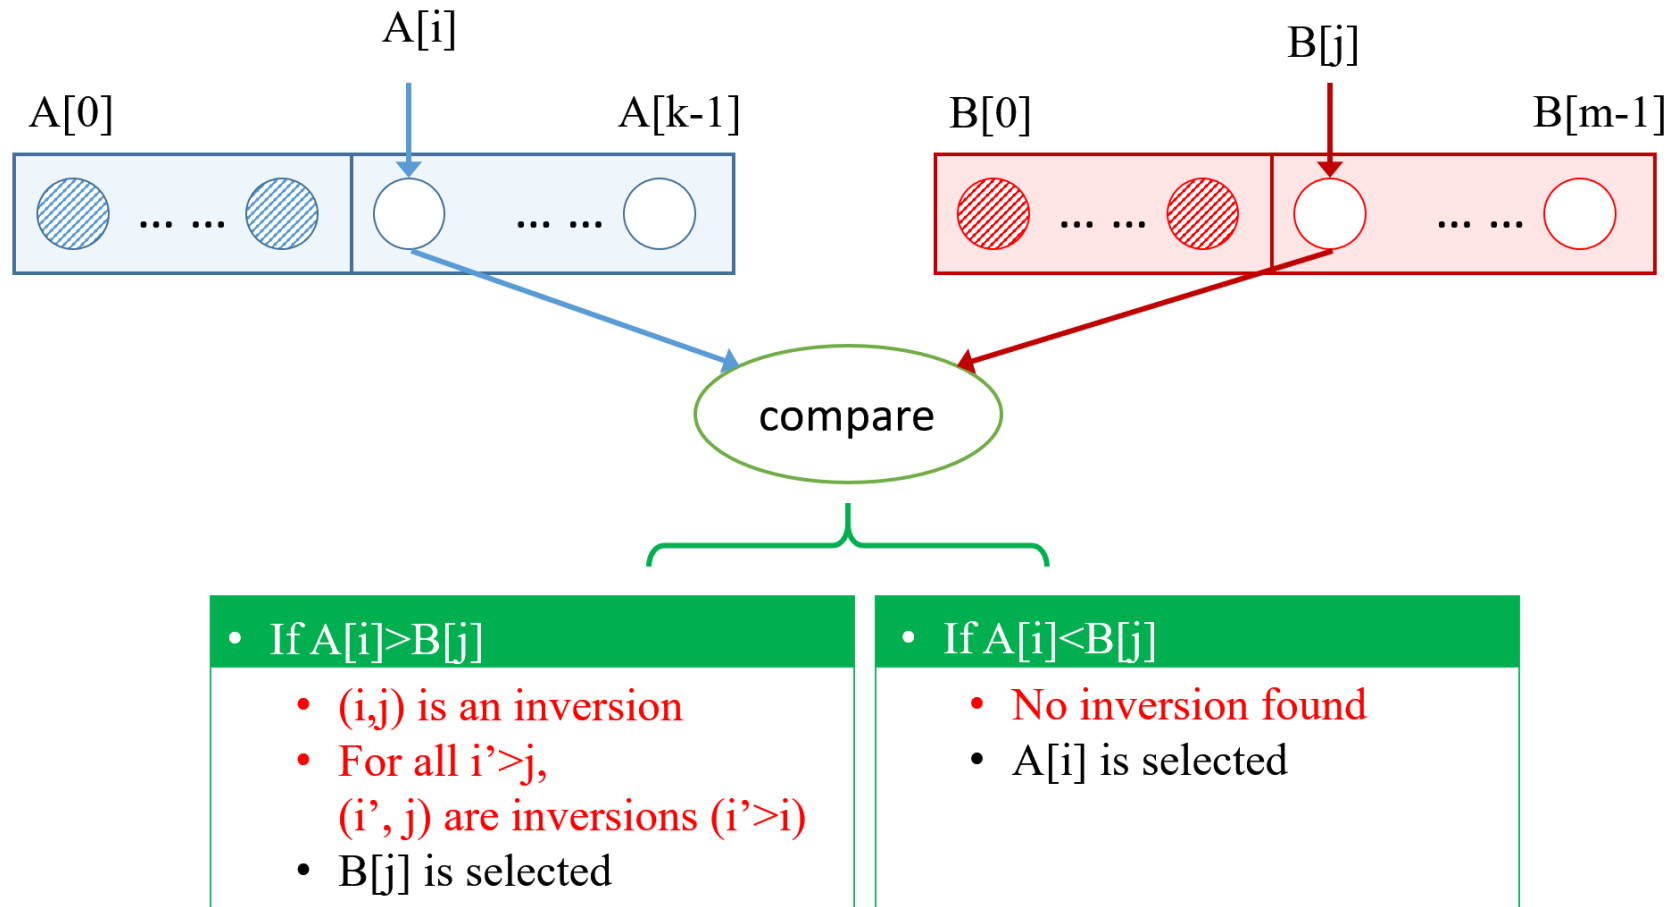 A[i]
B[j]
A[0]
A[k-1]
B[0]
B[m-1]
... ...
... ...
... ...
... ...
compare
• If A[i]>B[j]
• (i,j) is an inversion
• For all i’>j,
(i’, j) are inversions (i’>i)
• B[j] is selected
• If A[i]<B[j]
• No inversion found
• A[i] is selected